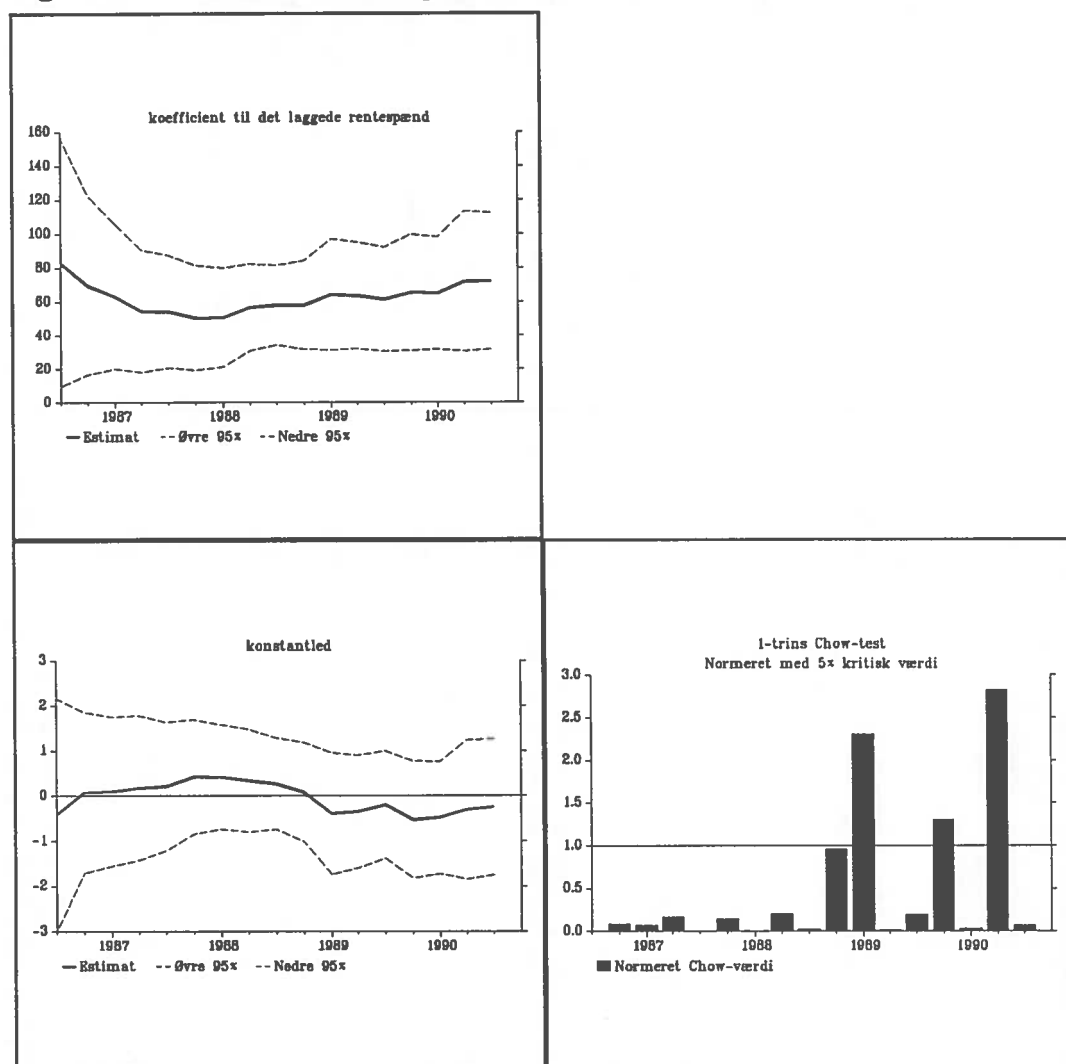 koefficient til det laggede rentespænd
160
140
120
100
80
60
40
20
0
1987 1988 1989 1990
Estimat Øvre 95% Nedre 95%
konstantled
3
2
1
0
-1
-2
-3
1987 1988 1989 1990
Estimat Øvre 95% Nedre 95%
1-trins Chow-test
Normeret med 5% kritisk værdi
3.0
2.5
2.0
1.5
1.0
0.5
0.0
1987 1988 1989 1990
Normeret Chow-værdi